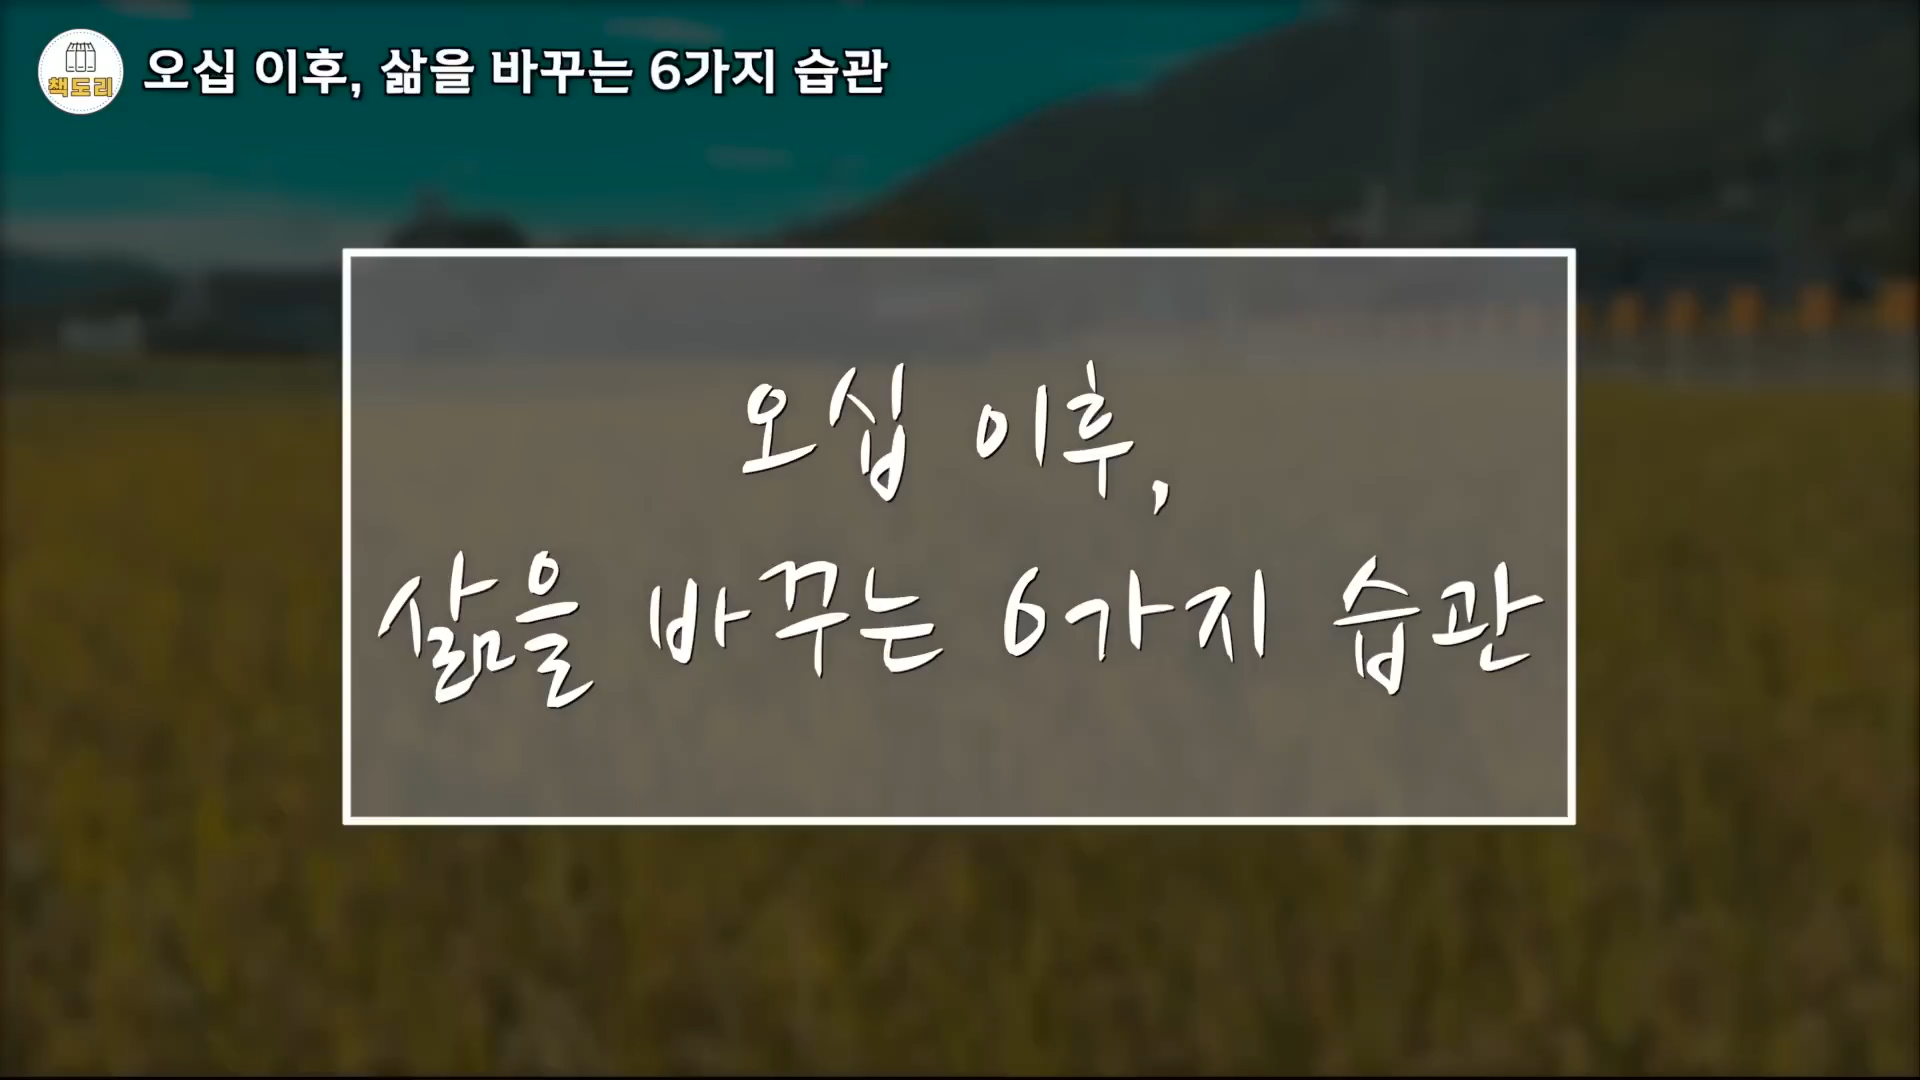 책도리
오십 이후, 삶을 바꾸는 6가지 습관
오십 이후,
삶을 바꾸는 6가지 습관